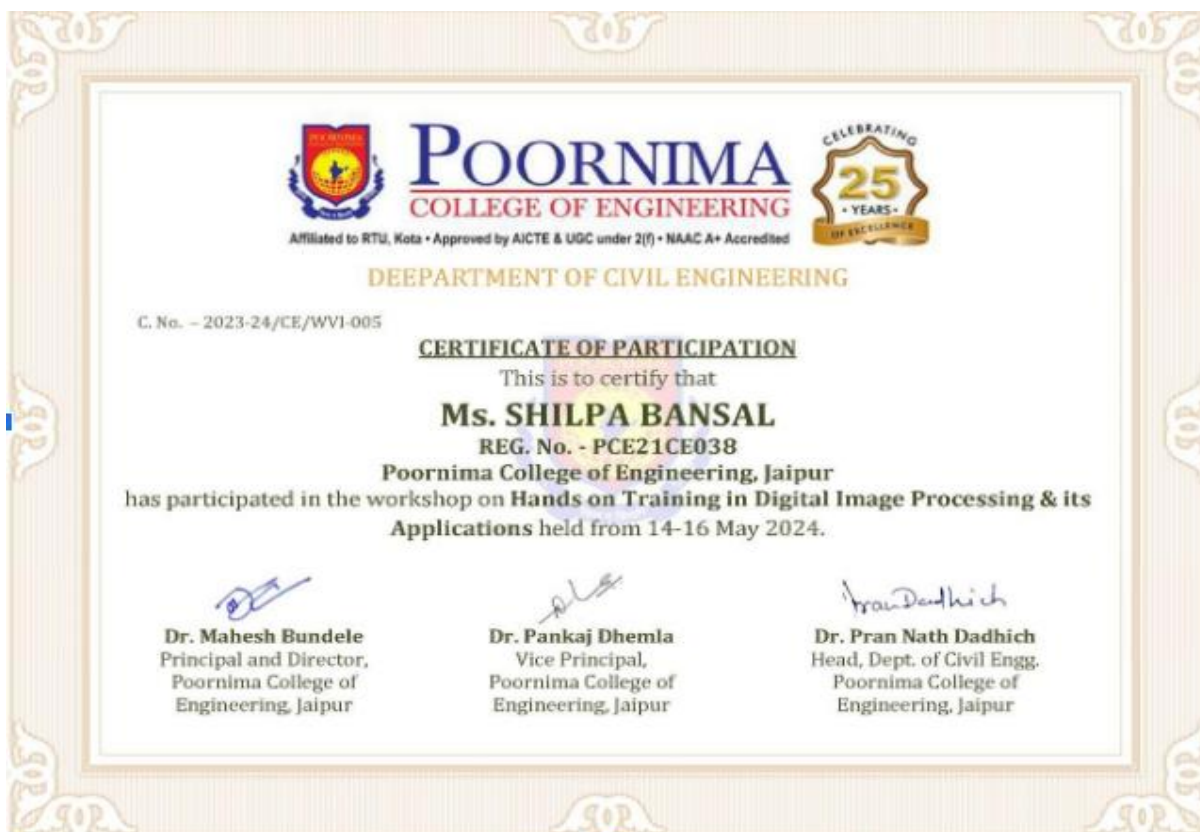 POORNIMA
POORNIMA
COLLEGE OF ENGINEERING
Affiliated to RTU, Kota • Approved by AICTE & UGC under 2(f) • NAAC A+ Accredited
CELEBRATING
25
• YEARS •
OF EXCELLENCE
DEEPARTMENT OF CIVIL ENGINEERING
C. No. – 2023-24/CE/WVI-005
CERTIFICATE OF PARTICIPATION
This is to certify that
Ms. SHILPA BANSAL
REG. No. - PCE21CE038
Poornima College of Engineering, Jaipur
has participated in the workshop on Hands on Training in Digital Image Processing & its
Applications held from 14-16 May 2024.
Dr. Mahesh Bundele
Principal and Director,
Poornima College of
Engineering, Jaipur
Dr. Pankaj Dhemla
Vice Principal,
Poornima College of
Engineering, Jaipur
Dr. Pran Nath Dadhich
Head, Dept. of Civil Engg.
Poornima College of
Engineering, Jaipur